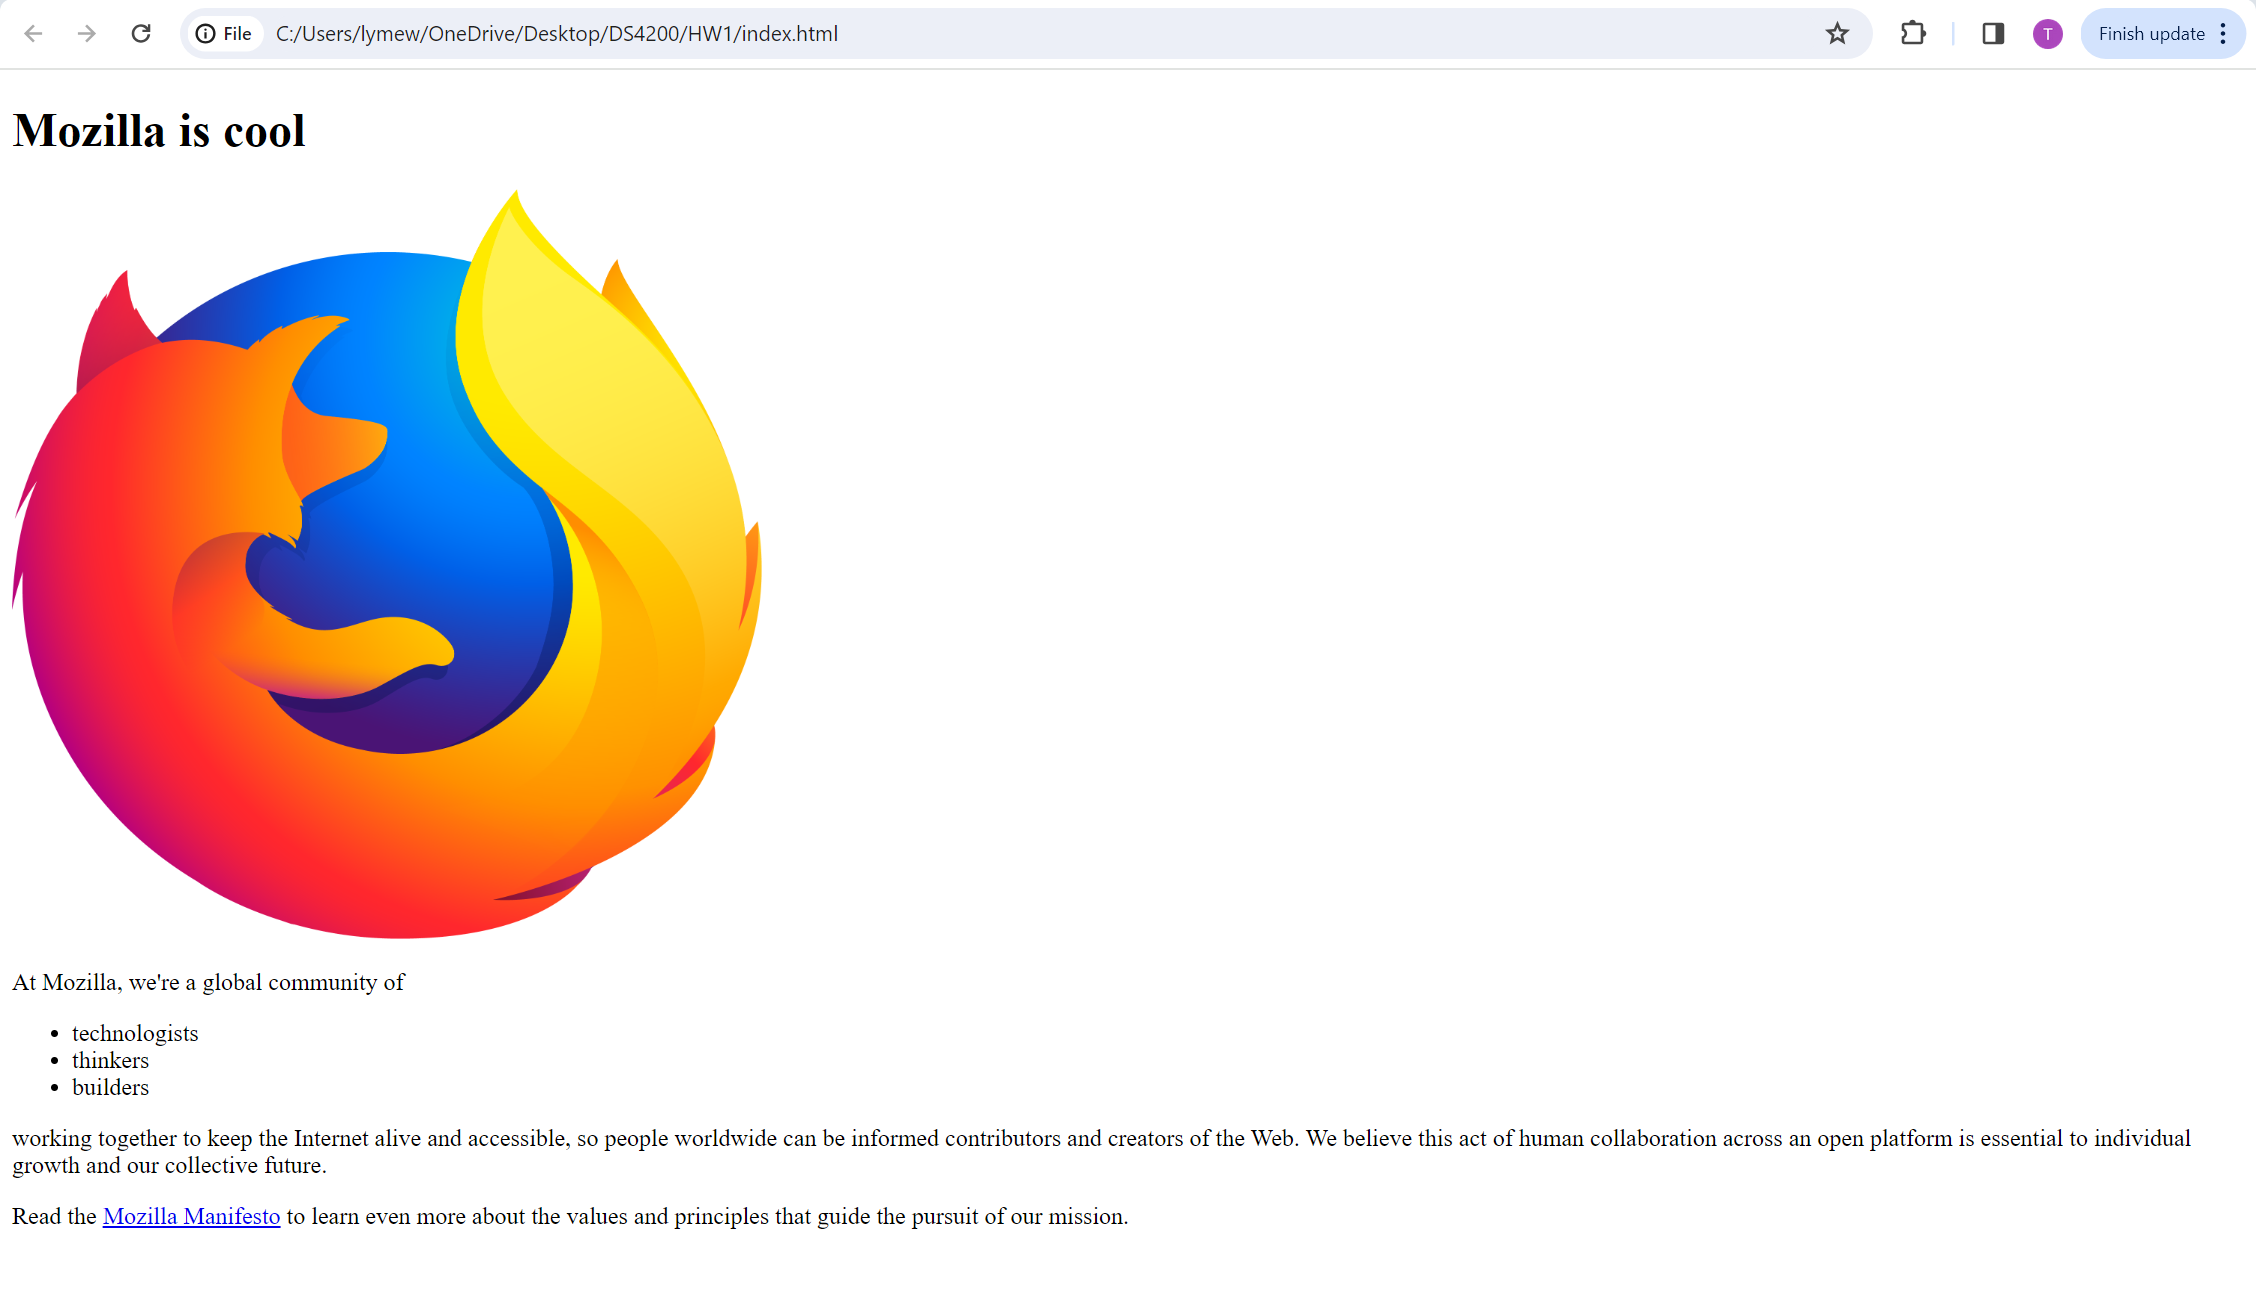 File C:/Users/lymew/OneDrive/Desktop/DS4200/HW1/index.html T Finish update
Mozilla is cool
At Mozilla, we're a global community of
• technologists
• thinkers
• builders
working together to keep the Internet alive and accessible, so people worldwide can be informed contributors and creators of the Web. We believe this act of human collaboration across an open platform is essential to individual
growth and our collective future.
Read the Mozilla Manifesto to learn even more about the values and principles that guide the pursuit of our mission.